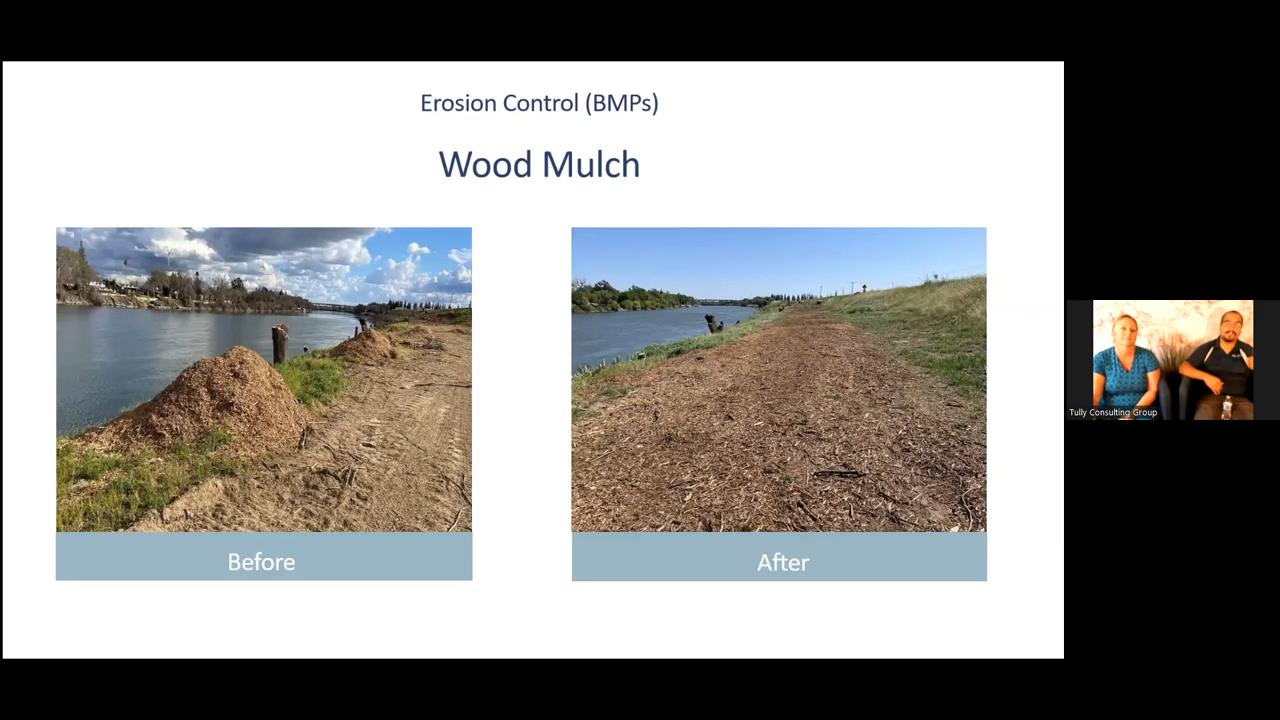 Erosion Control (BMPs)
Wood Mulch
Before
After
Tully Consulting Group